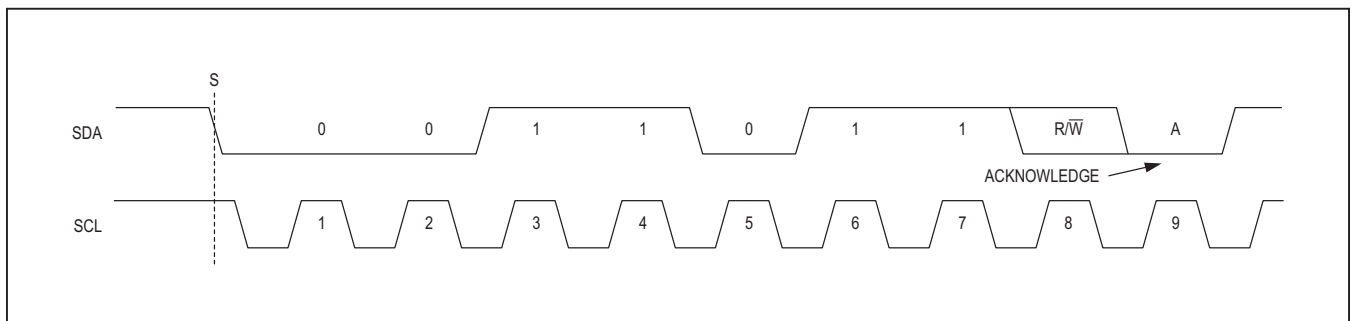 S
SDA 0 0 1 1 0 1 1 R/W̅ A
ACKNOWLEDGE
SCL 1 2 3 4 5 6 7 8 9